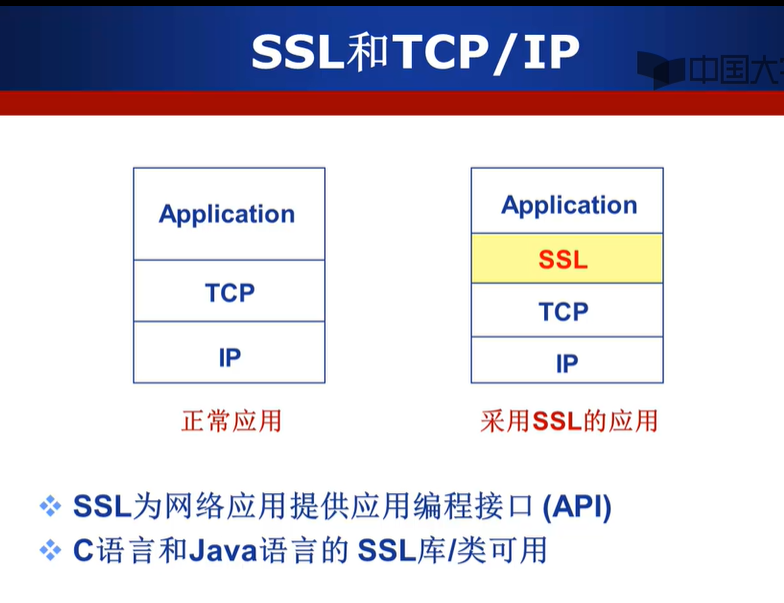 SSL和TCP/IP
中国大学
Application
TCP
IP
正常应用
Application
SSL
TCP
IP
采用SSL的应用
SSL为网络应用提供应用编程接口 (API)
C语言和Java语言的 SSL库/类可用